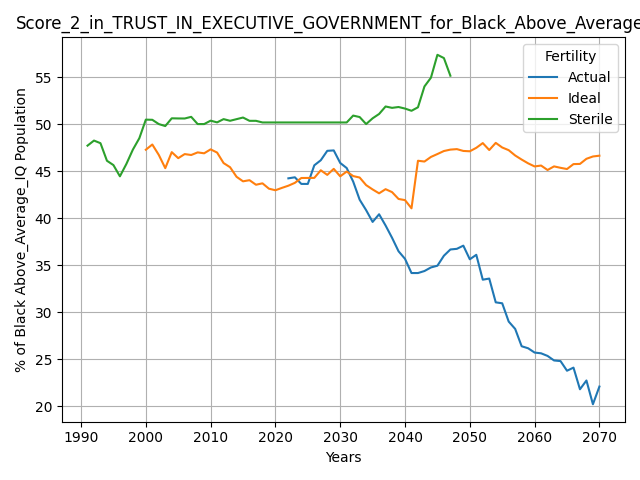 Score_2_in_TRUST_IN_EXECUTIVE_GOVERNMENT_for_Black_Above_Average
Fertility
Actual
Ideal
Sterile
% of Black Above_Average_IQ Population
55
50
45
40
35
30
25
20
1990
2000
2010
2020
2030
2040
2050
2060
2070
Years